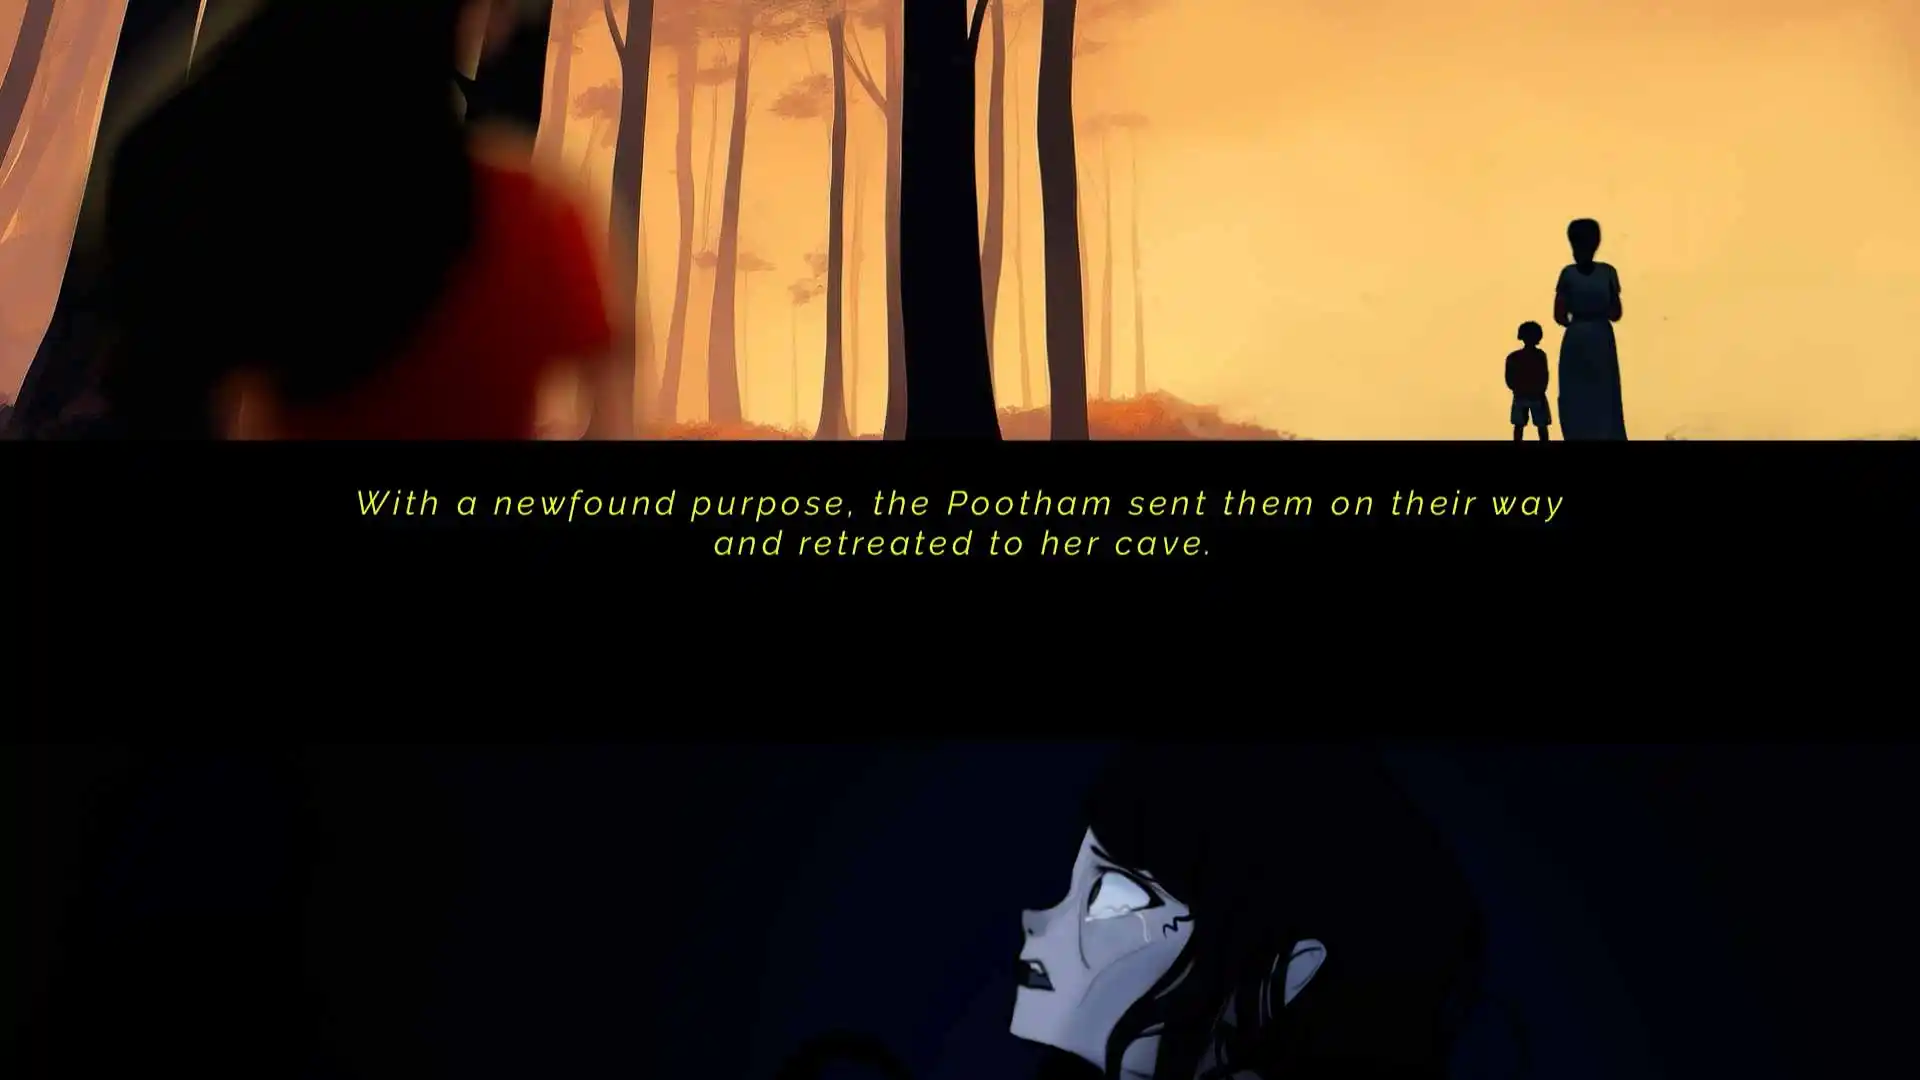 With a newfound purpose, the Pootham sent them on their way
and retreated to her cave.